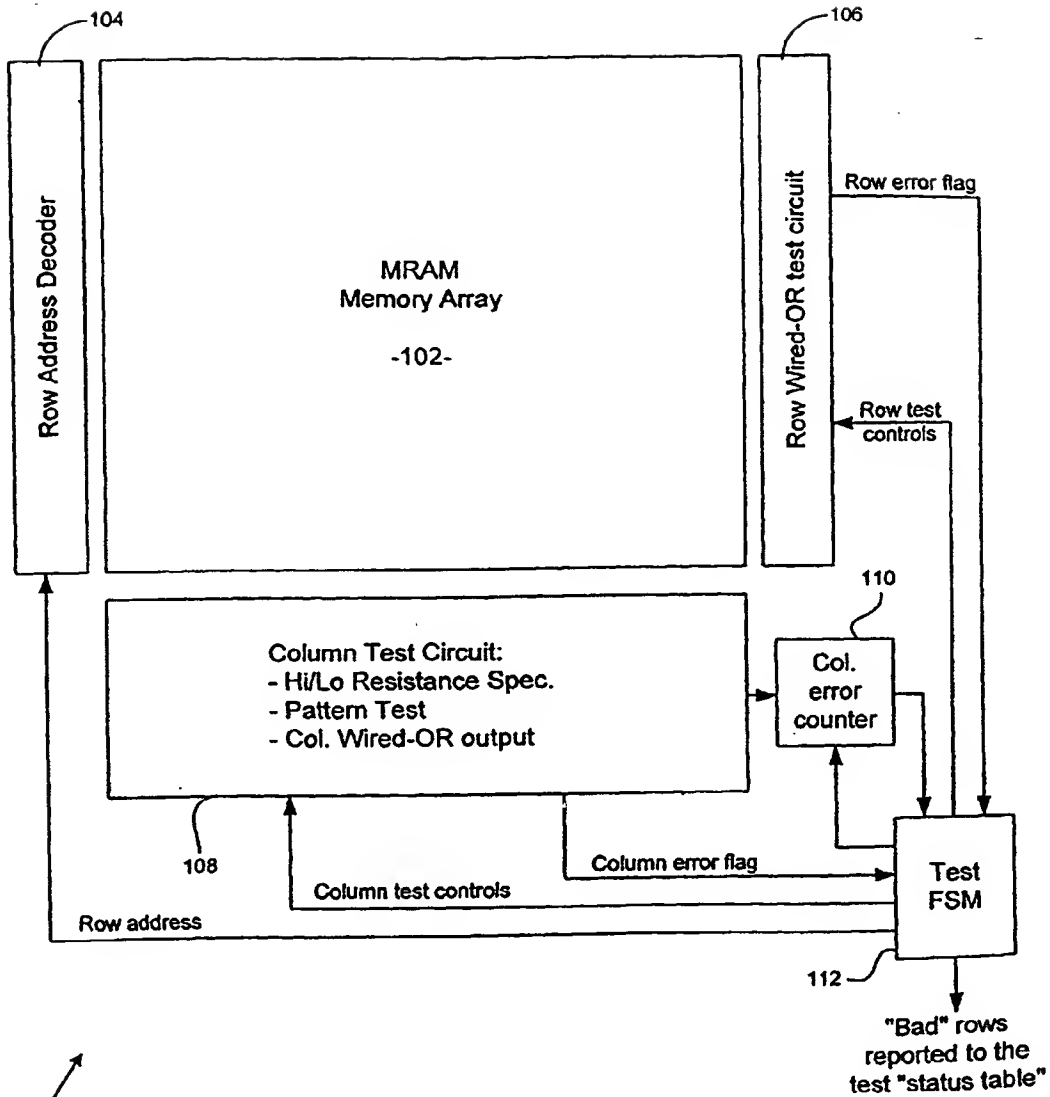 104
106
Row Address Decoder
MRAM
Memory Array
-102-
Row Wired-OR test circuit
Row error flag
Row test
controls
110
Column Test Circuit:
- Hi/Lo Resistance Spec.
- Pattern Test
- Col. Wired-OR output
Col.
error
counter
108
Column error flag
Column test controls
Row address
Test
FSM
112
"Bad" rows
reported to the
test "status table"